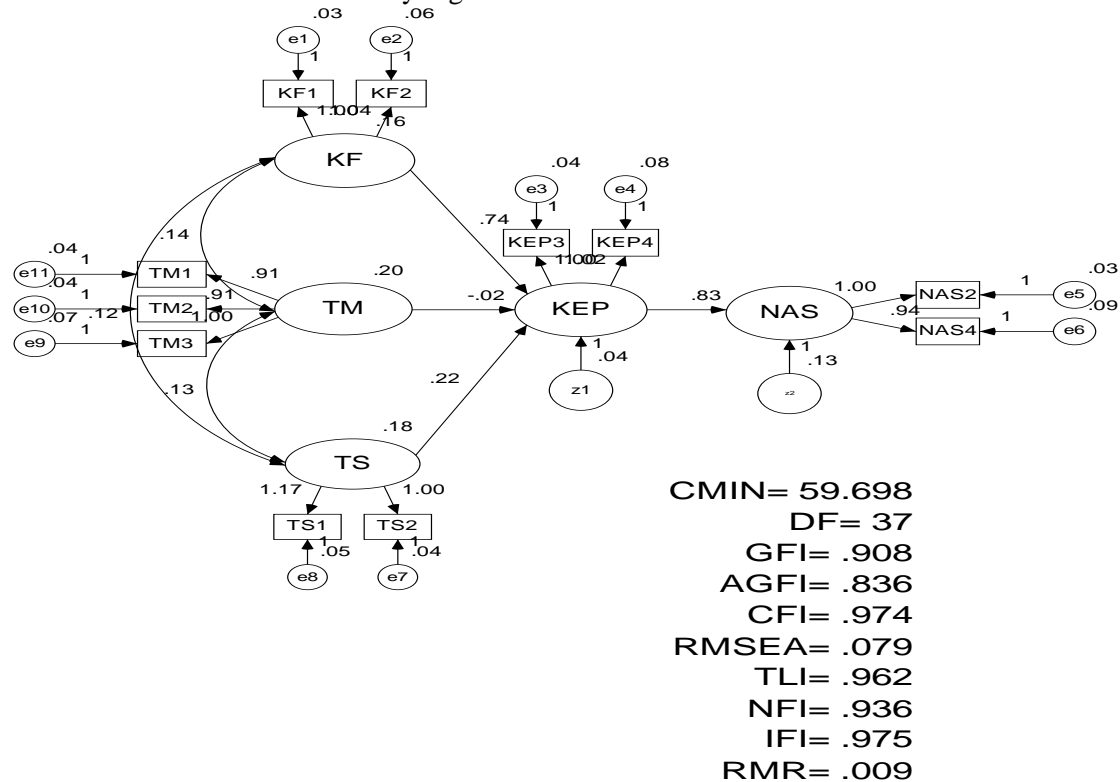 .03
.06
e1
e2
1
1
KF1
KF2
.16
KF
.04
.08
e3
e4
1
1
.74
KEP3
KEP4
.14
.04
e11
1
TM1
.91
.20
.04
e10
1
TM2
.91
TM
-.02
KEP
.83
NAS
1.00
NAS2
1
e5
.03
.07
.12
e9
1
TM3
1.00
.94
NAS4
1
e6
.09
1
.04
z1
1
.13
z2
.13
.22
.18
TS
1.17
1.00
TS1
TS2
1
.05
1
.04
e8
e7
CMIN= 59.698
DF= 37
GFI= .908
AGFI= .836
CFI= .974
RMSEA= .079
TLI= .962
NFI= .936
IFI= .975
RMR= .009